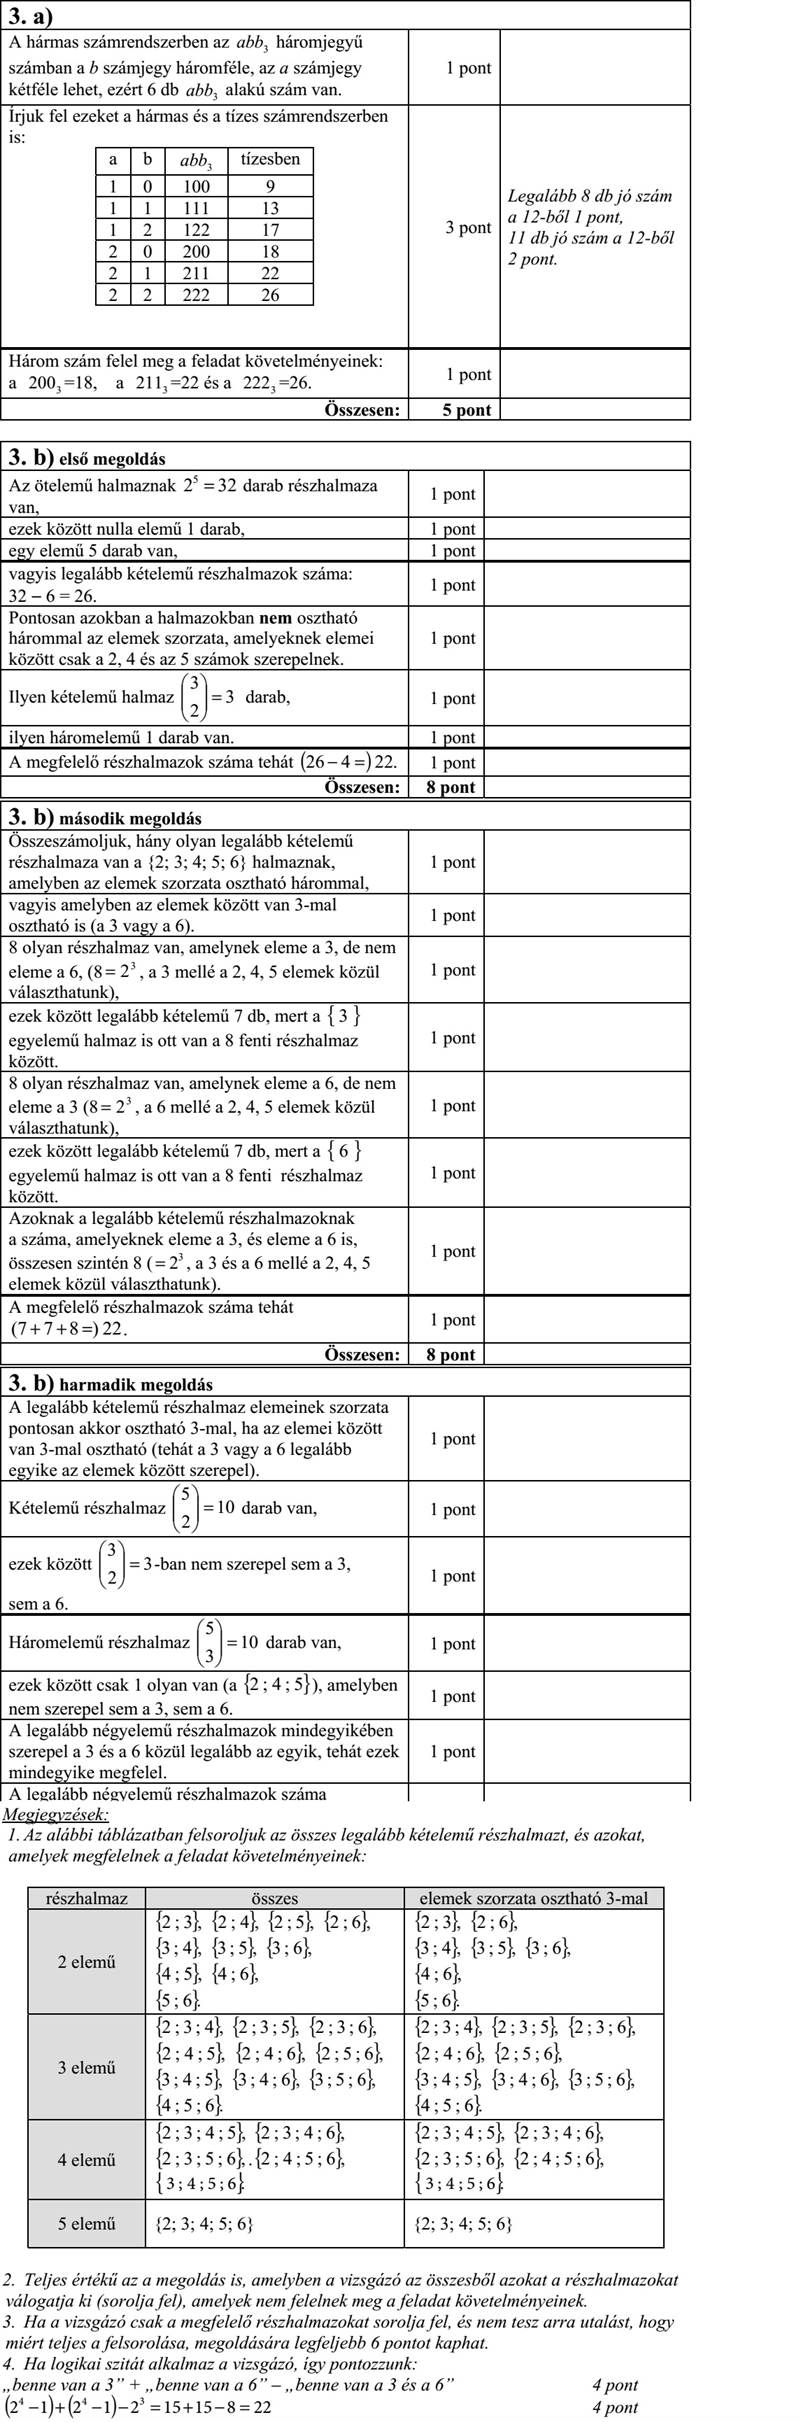 3. a)
A hármas számrendszerben az abb₃ háromjegyű
számban a b számjegy háromféle, az a számjegy
kétféle lehet, ezért 6 db abb₃ alakú szám van.
1 pont
Írjuk fel ezeket a hármas és a tízes számrendszerben
is:
a b abb₃ tízesben
1 0 100 9
1 1 111 13
1 2 122 17
2 0 200 18
2 1 211 22
2 2 222 26
3 pont
Legalább 8 db jó szám
a 12-ből 1 pont,
11 db jó szám a 12-ből
2 pont.
Három szám felel meg a feladat követelményeinek:
a 200₃=18, a 211₃=22 és a 222₃=26.
1 pont
Összesen: 5 pont
3. b) első megoldás
Az ötelemű halmaznak 2⁵ = 32 darab részhalmaza
van,
1 pont
ezek között nulla elemű 1 darab, 1 pont
egy elemű 5 darab van, 1 pont
vagyis legalább kételemű részhalmazok száma:
32 – 6 = 26.
1 pont
Pontosan azokban a halmazokban nem osztható
hárommal az elemek szorzata, amelyeknek elemei
között csak a 2, 4 és az 5 számok szerepelnek.
1 pont
Ilyen kételemű halmaz (3 2) = 3 darab, 1 pont
ilyen háromelemű 1 darab van. 1 pont
A megfelelő részhalmazok száma tehát (26 – 4 =) 22. 1 pont
Összesen: 8 pont
3. b) második megoldás
Összeszámoljuk, hány olyan legalább kételemű
részhalmaza van a {2; 3; 4; 5; 6} halmaznak,
amelyben az elemek szorzata osztható hárommal,
1 pont
vagyis amelyben az elemek között van 3-mal
osztható is (a 3 vagy a 6).
1 pont
8 olyan részhalmaz van, amelynek eleme a 3, de nem
eleme a 6, (8 = 2³, a 3 mellé a 2, 4, 5 elemek közül
választhatunk),
1 pont
ezek között legalább kételemű 7 db, mert a { 3 }
egyelemű halmaz is ott van a 8 fenti részhalmaz
között.
1 pont
8 olyan részhalmaz van, amelynek eleme a 6, de nem
eleme a 3 (8 = 2³, a 6 mellé a 2, 4, 5 elemek közül
választhatunk),
1 pont
ezek között legalább kételemű 7 db, mert a { 6 }
egyelemű halmaz is ott van a 8 fenti részhalmaz
között.
1 pont
Azoknak a legalább kételemű részhalmazoknak
a száma, amelyeknek eleme a 3, és eleme a 6 is,
összesen szintén 8 (= 2³, a 3 és a 6 mellé a 2, 4, 5
elemek közül választhatunk).
1 pont
A megfelelő részhalmazok száma tehát
(7 + 7 + 8 =) 22.
1 pont
Összesen: 8 pont
3. b) harmadik megoldás
A legalább kételemű részhalmaz elemeinek szorzata
pontosan akkor osztható 3-mal, ha az elemei között
van 3-mal osztható (tehát a 3 vagy a 6 legalább
egyike az elemek között szerepel).
1 pont
Kételemű részhalmaz (5 2) = 10 darab van, 1 pont
ezek között (3 2) = 3-ban nem szerepel sem a 3,
sem a 6.
1 pont
Háromelemű részhalmaz (5 3) = 10 darab van, 1 pont
ezek között csak 1 olyan van (a {2 ; 4 ; 5}), amelyben
nem szerepel sem a 3, sem a 6.
1 pont
A legalább négyelemű részhalmazok mindegyikében
szerepel a 3 és a 6 közül legalább az egyik, tehát ezek
mindegyike megfelel.
1 pont
A legalább négyelemű részhalmazok száma
Megjegyzések:
1. Az alábbi táblázatban felsoroljuk az összes legalább kételemű részhalmazt, és azokat,
amelyek megfelelnek a feladat követelményeinek:
részhalmaz összes elemek szorzata osztható 3-mal
2 elemű
{2 ; 3}, {2 ; 4}, {2 ; 5}, {2 ; 6},
{3 ; 4}, {3 ; 5}, {3 ; 6},
{4 ; 5}, {4 ; 6},
{5 ; 6}.
{2 ; 3}, {2 ; 6},
{3 ; 4}, {3 ; 5}, {3 ; 6},
{4 ; 6},
{5 ; 6}.
3 elemű
{2 ; 3 ; 4}, {2 ; 3 ; 5}, {2 ; 3 ; 6},
{2 ; 4 ; 5}, {2 ; 4 ; 6}, {2 ; 5 ; 6},
{3 ; 4 ; 5}, {3 ; 4 ; 6}, {3 ; 5 ; 6},
{4 ; 5 ; 6}.
{2 ; 3 ; 4}, {2 ; 3 ; 5}, {2 ; 3 ; 6},
{2 ; 4 ; 6}, {2 ; 5 ; 6},
{3 ; 4 ; 5}, {3 ; 4 ; 6}, {3 ; 5 ; 6},
{4 ; 5 ; 6}.
4 elemű
{2 ; 3 ; 4 ; 5}, {2 ; 3 ; 4 ; 6},
{2 ; 3 ; 5 ; 6}, .{2 ; 4 ; 5 ; 6},
{ 3 ; 4 ; 5 ; 6}.
{2 ; 3 ; 4 ; 5}, {2 ; 3 ; 4 ; 6},
{2 ; 3 ; 5 ; 6}, {2 ; 4 ; 5 ; 6},
{ 3 ; 4 ; 5 ; 6}.
5 elemű {2; 3; 4; 5; 6} {2; 3; 4; 5; 6}
2. Teljes értékű az a megoldás is, amelyben a vizsgázó az összesből azokat a részhalmazokat
válogatja ki (sorolja fel), amelyek nem felelnek meg a feladat követelményeinek.
3. Ha a vizsgázó csak a megfelelő részhalmazokat sorolja fel, és nem tesz arra utalást, hogy
miért teljes a felsorolása, megoldására legfeljebb 6 pontot kaphat.
4. Ha logikai szitát alkalmaz a vizsgázó, így pontozzunk:
„benne van a 3” + „benne van a 6” – „benne van a 3 és a 6” 4 pont
(2⁴ – 1) + (2⁴ – 1) – 2³ = 15 + 15 – 8 = 22 4 pont